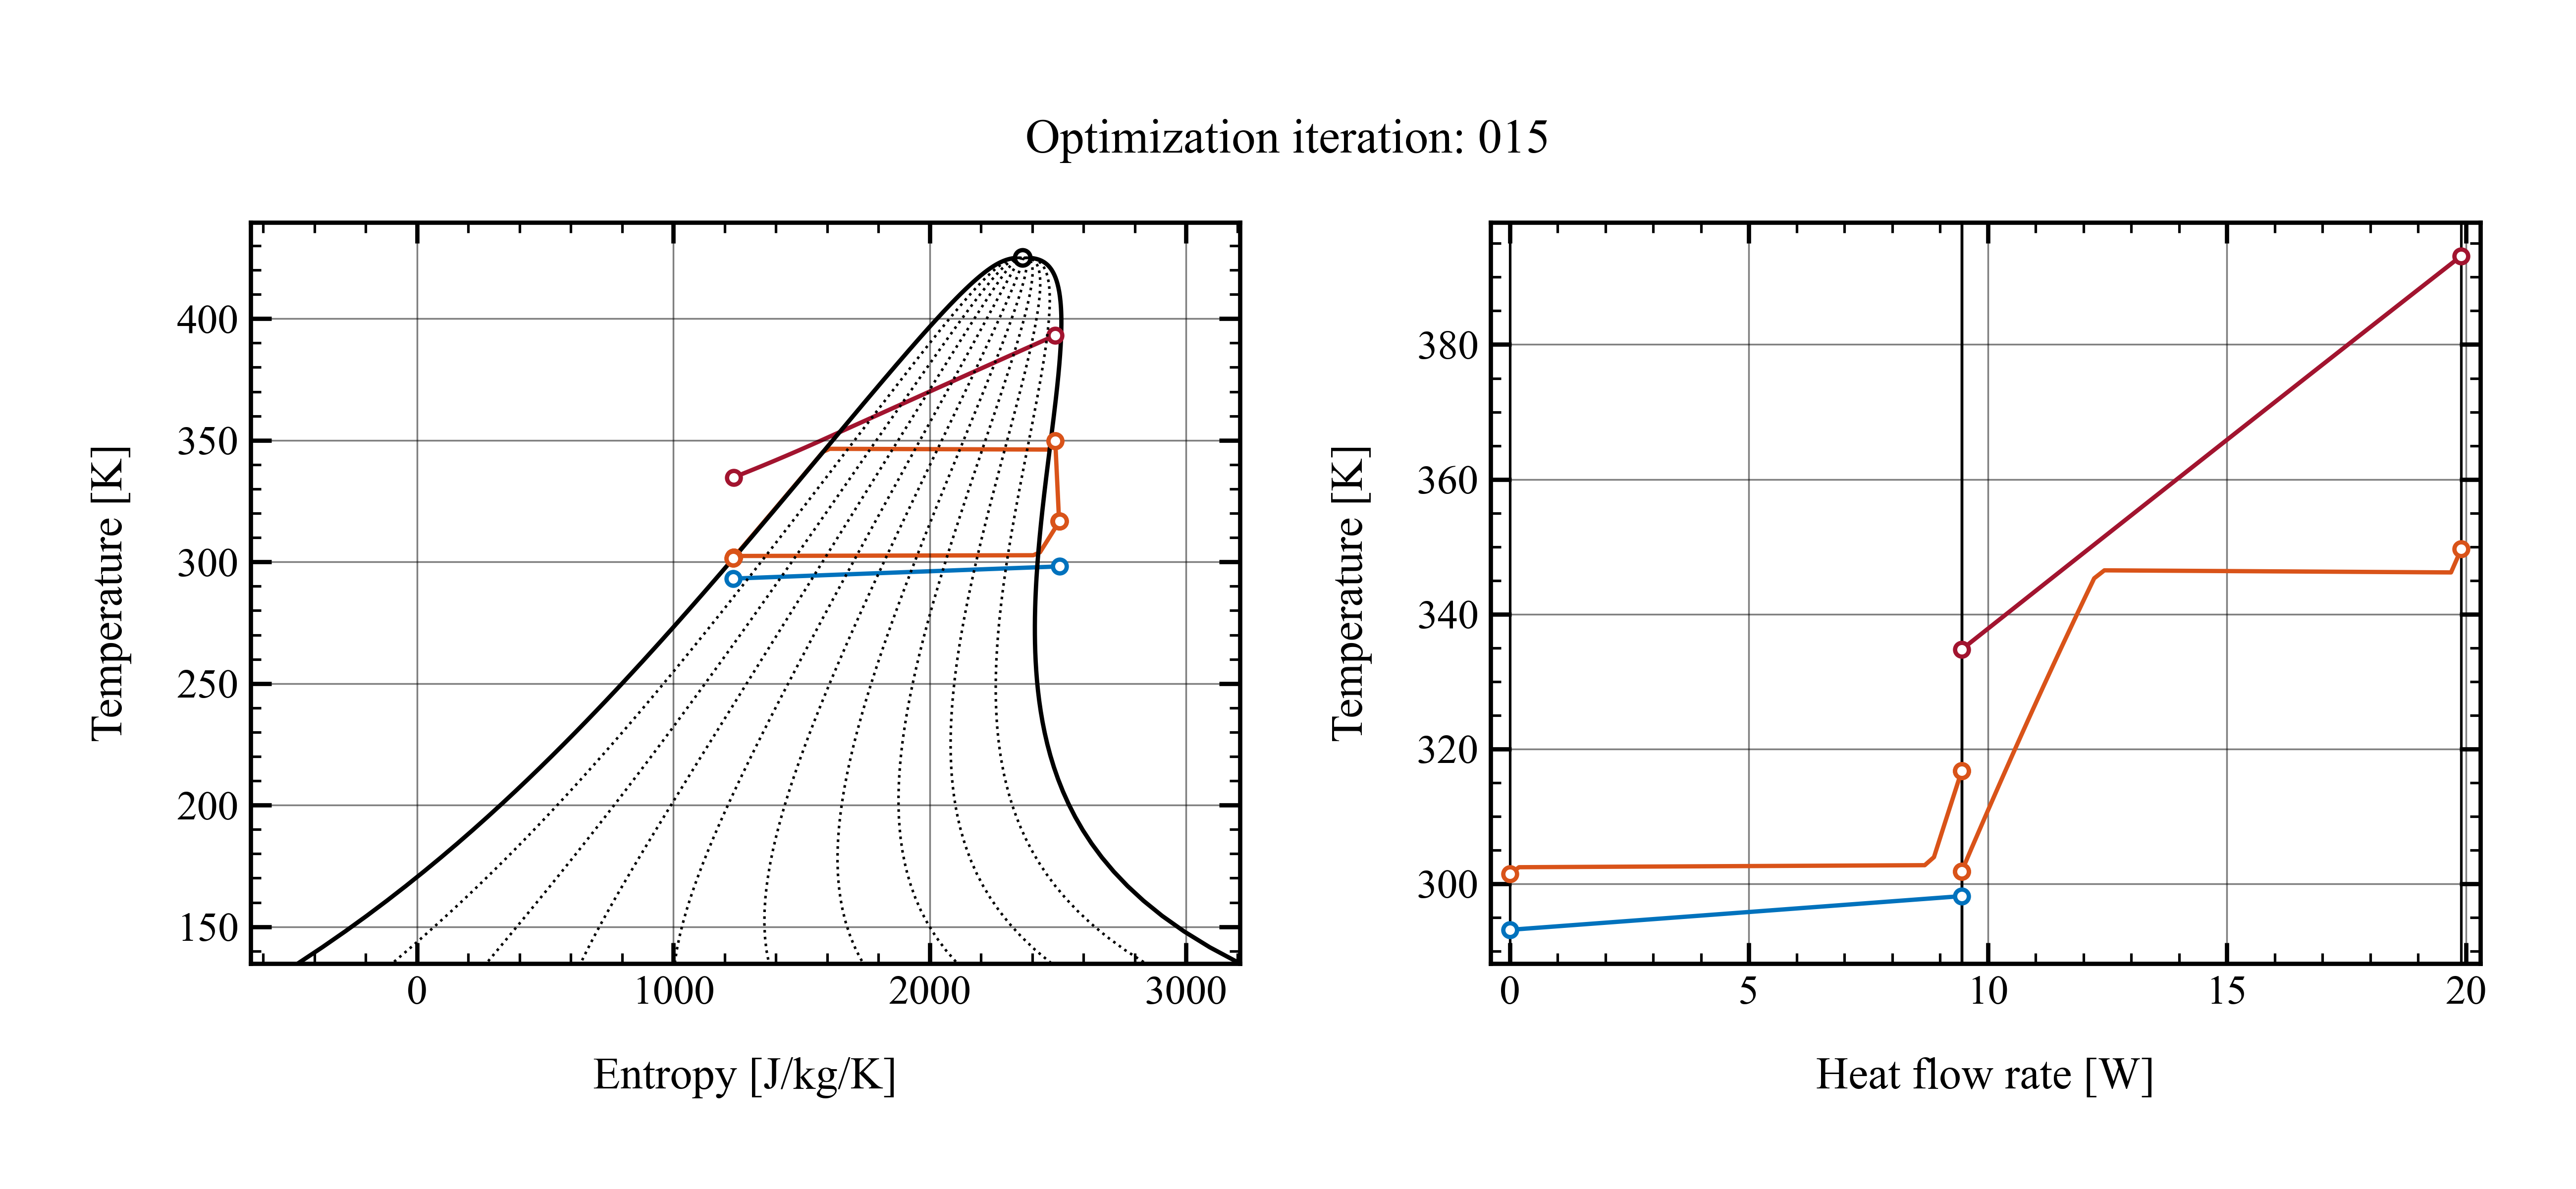 Optimization iteration: 015
Temperature [K]
400
350
300
250
200
150
0 1000 2000 3000
Entropy [J/kg/K]
Temperature [K]
380
360
340
320
300
0 5 10 15 20
Heat flow rate [W]